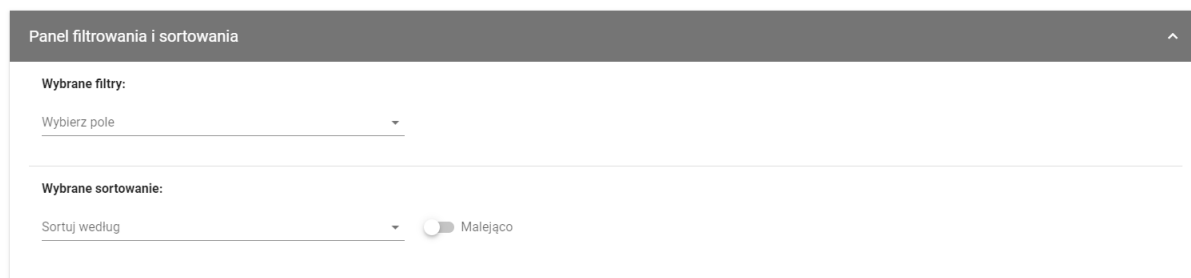 Panel filtrowania i sortowania
Wybrane filtry:
Wybierz pole
Wybrane sortowanie:
Sortuj według
Malejąco